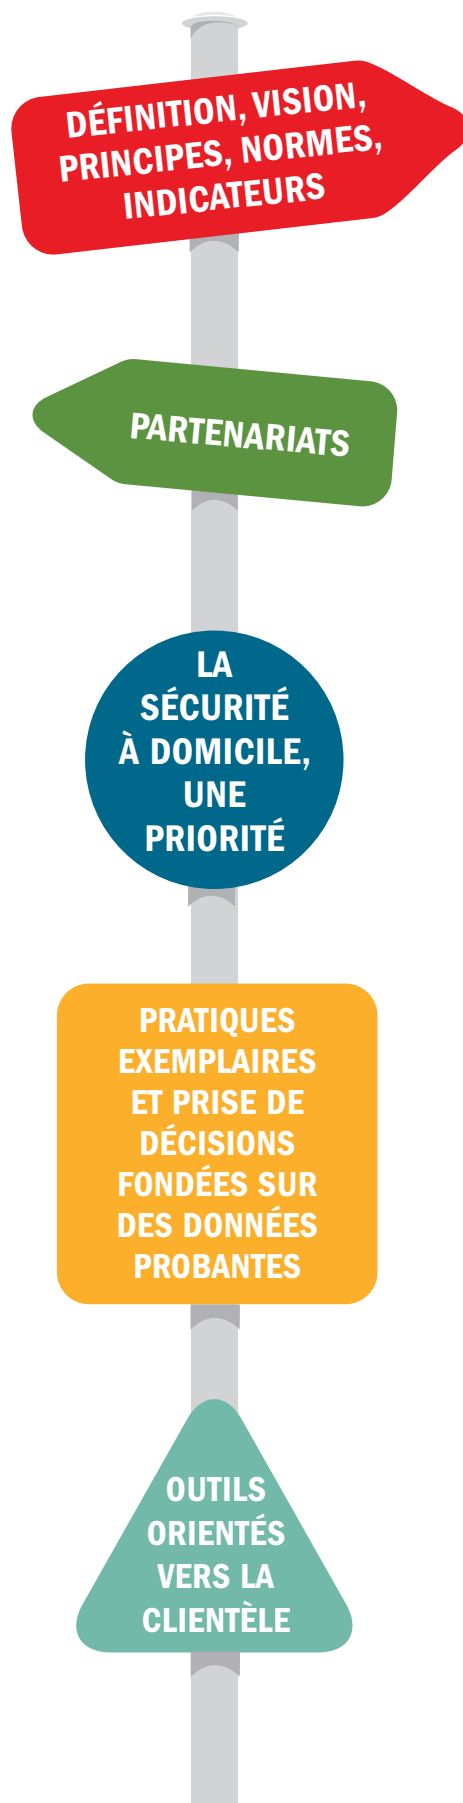 DÉFINITION, VISION,
PRINCIPES, NORMES,
INDICATEURS
PARTENARIATS
LA
SÉCURITÉ
À DOMICILE,
UNE
PRIORITÉ
PRATIQUES
EXEMPLAIRES
ET PRISE DE
DÉCISIONS
FONDÉES SUR
DES DONNÉES
PROBANTES
OUTILS
ORIENTÉS
VERS LA
CLIENTÈLE